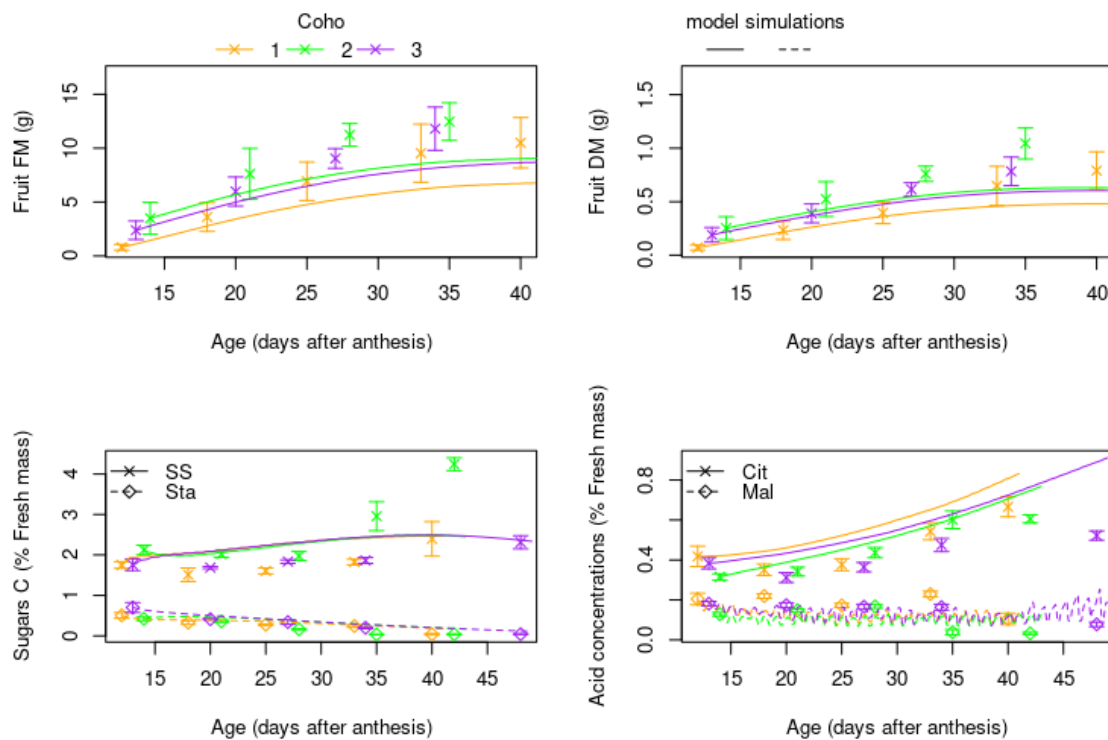 Coho
1 2 3
model simulations
Fruit FM (g)
0 5 10 15
15 20 25 30 35 40
Age (days after anthesis)
Fruit DM (g)
0.0 0.5 1.0 1.5
15 20 25 30 35 40
Age (days after anthesis)
Sugars C (% Fresh mass)
0 1 2 3 4
SS
Sta
15 20 25 30 35 40 45
Age (days after anthesis)
Acid concentrations (% Fresh mass)
0.0 0.4 0.8
Cit
Mal
15 20 25 30 35 40 45
Age (days after anthesis)